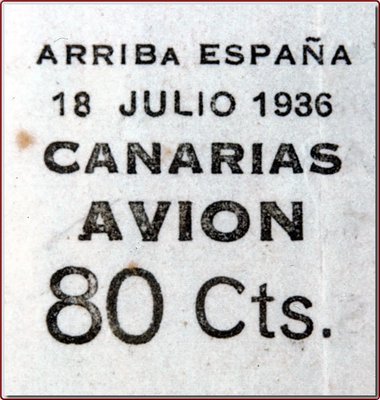 ARRIBA ESPAÑA
18 JULIO 1936
CANARIAS
AVION
80 Cts.